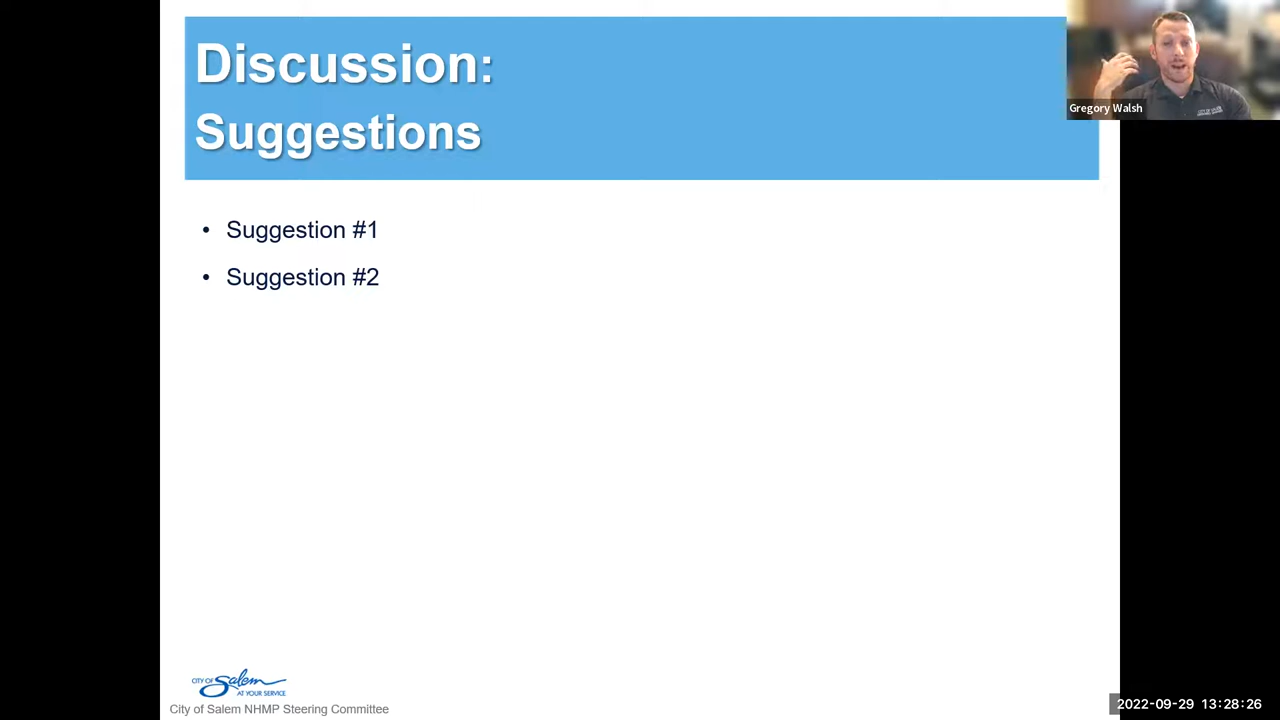 Discussion:
Suggestions
Gregory Walsh
• Suggestion #1
• Suggestion #2
CITY OF Salem
AT YOUR SERVICE
City of Salem NHMP Steering Committee
2022-09-29 13:28:26